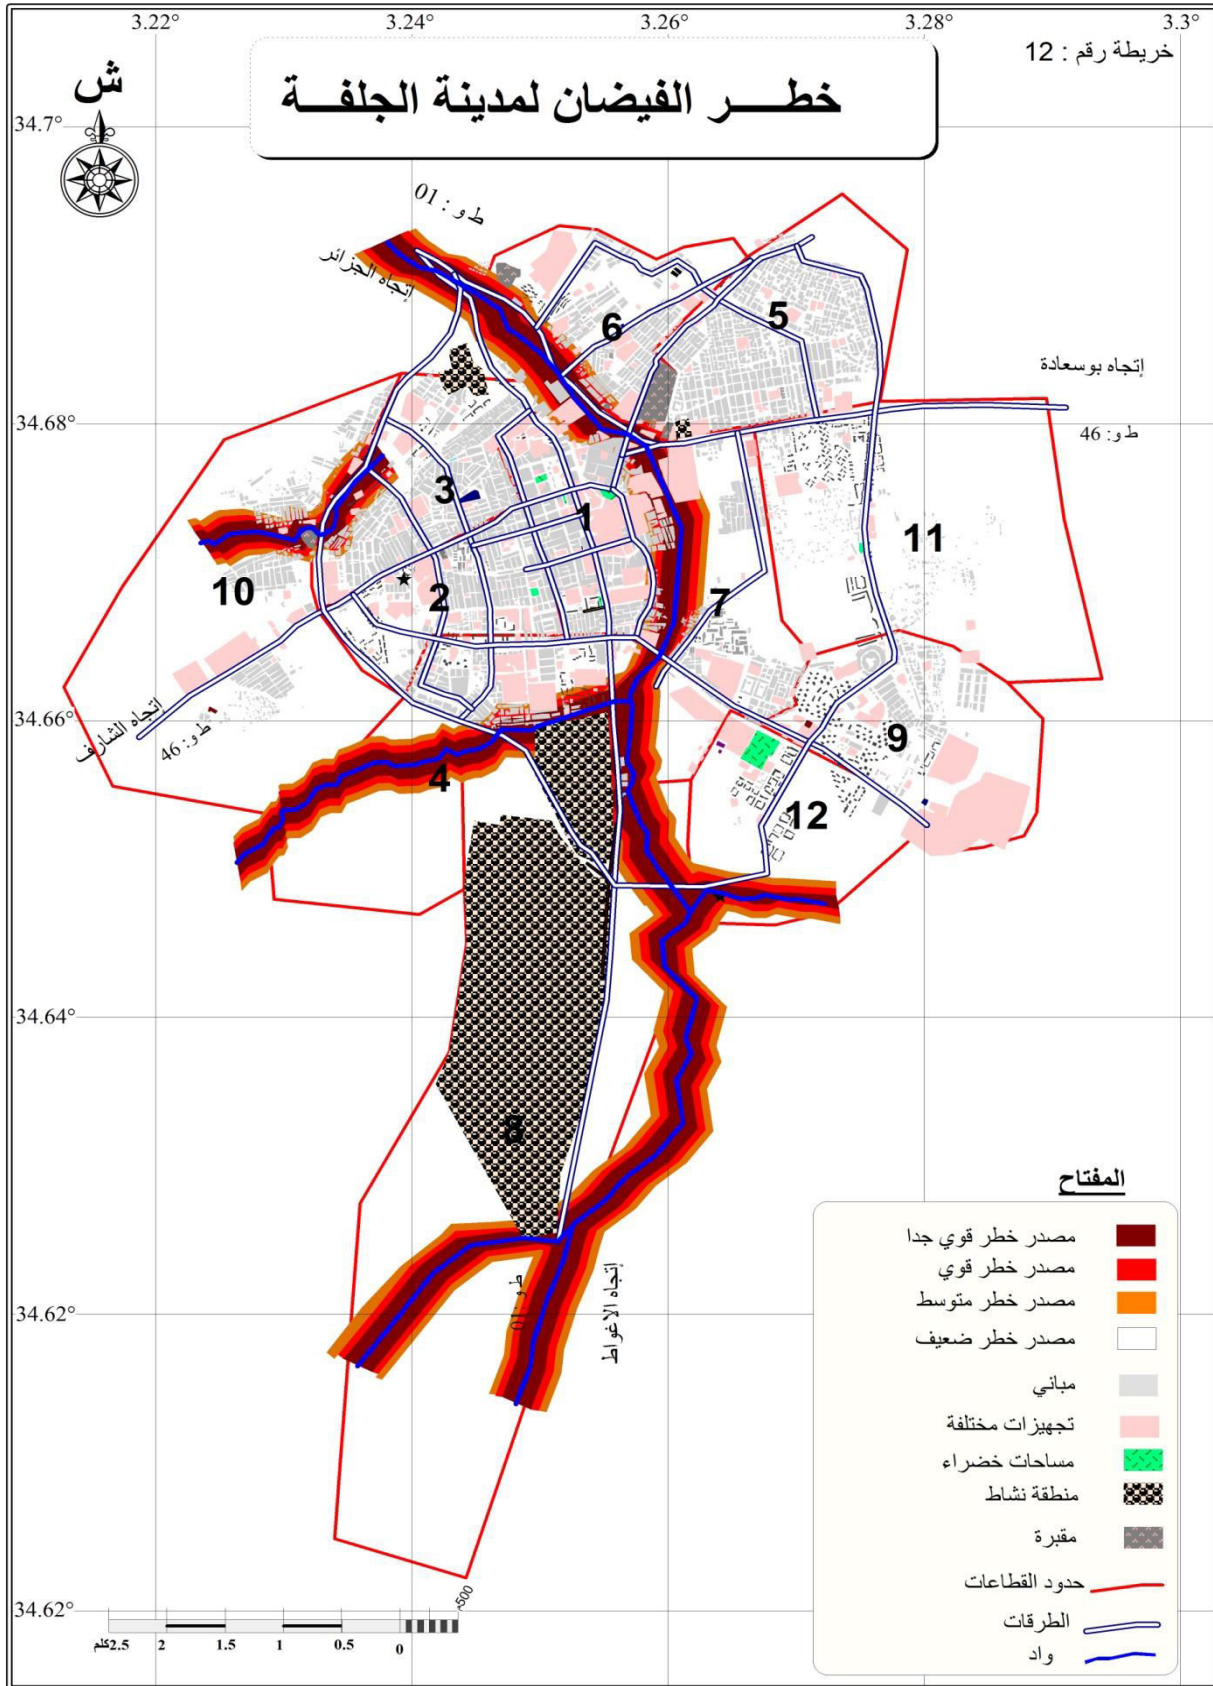 3.22° 3.24° 3.26° 3.28° 3.3°
خريطة رقم : 12
ش
خطـــــر الفيضان لمدينة الجلفـــة
34.7°
ط و : 01
إتجاه الجزائر
5
6
إتجاه بوسعادة
34.68°
ط و: 46
3
1
11
10
2
7
34.66°
إتجاه الشارف
ط و: 46
9
4
12
34.64°
8
المفتاح
مصدر خطر قوي جدا
مصدر خطر قوي
مصدر خطر متوسط
مصدر خطر ضعيف
مباني
تجهيزات مختلفة
مساحات خضراء
منطقة نشاط
مقبرة
حدود القطاعات
الطرقات
واد
إتجاه الاغواط
ط و : 01
34.62°
34.62°
500
2.5كلم 2 1.5 1 0.5 0